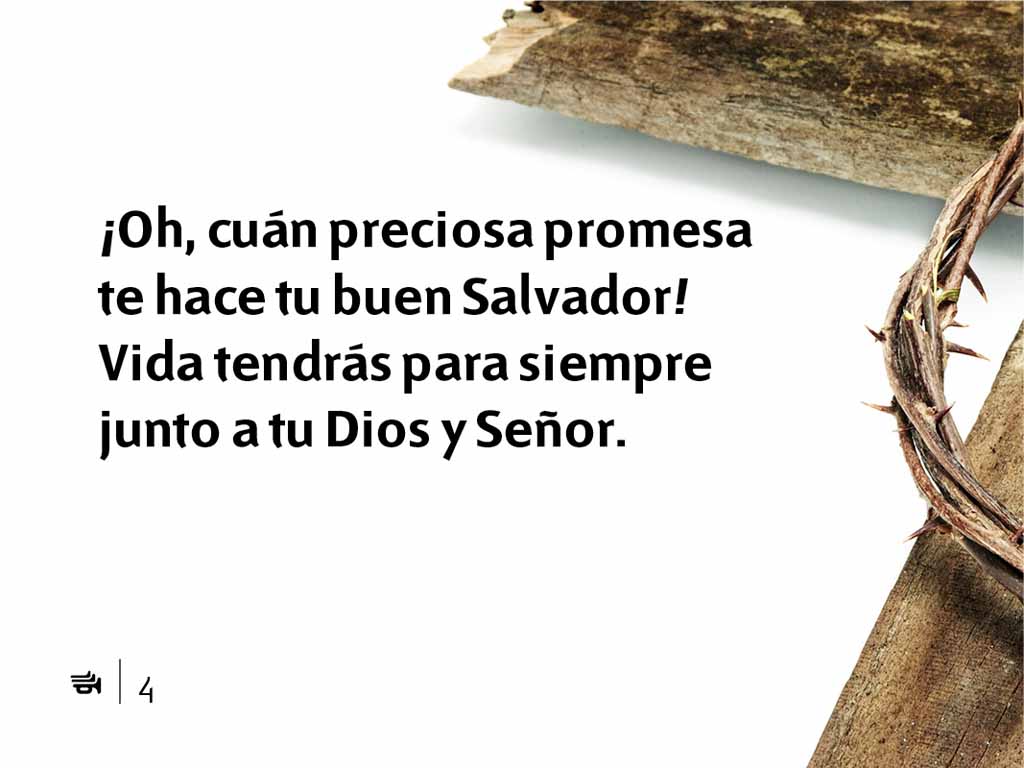 ¡Oh, cuán preciosa promesa
te hace tu buen Salvador!
Vida tendrás para siempre
junto a tu Dios y Señor.
4